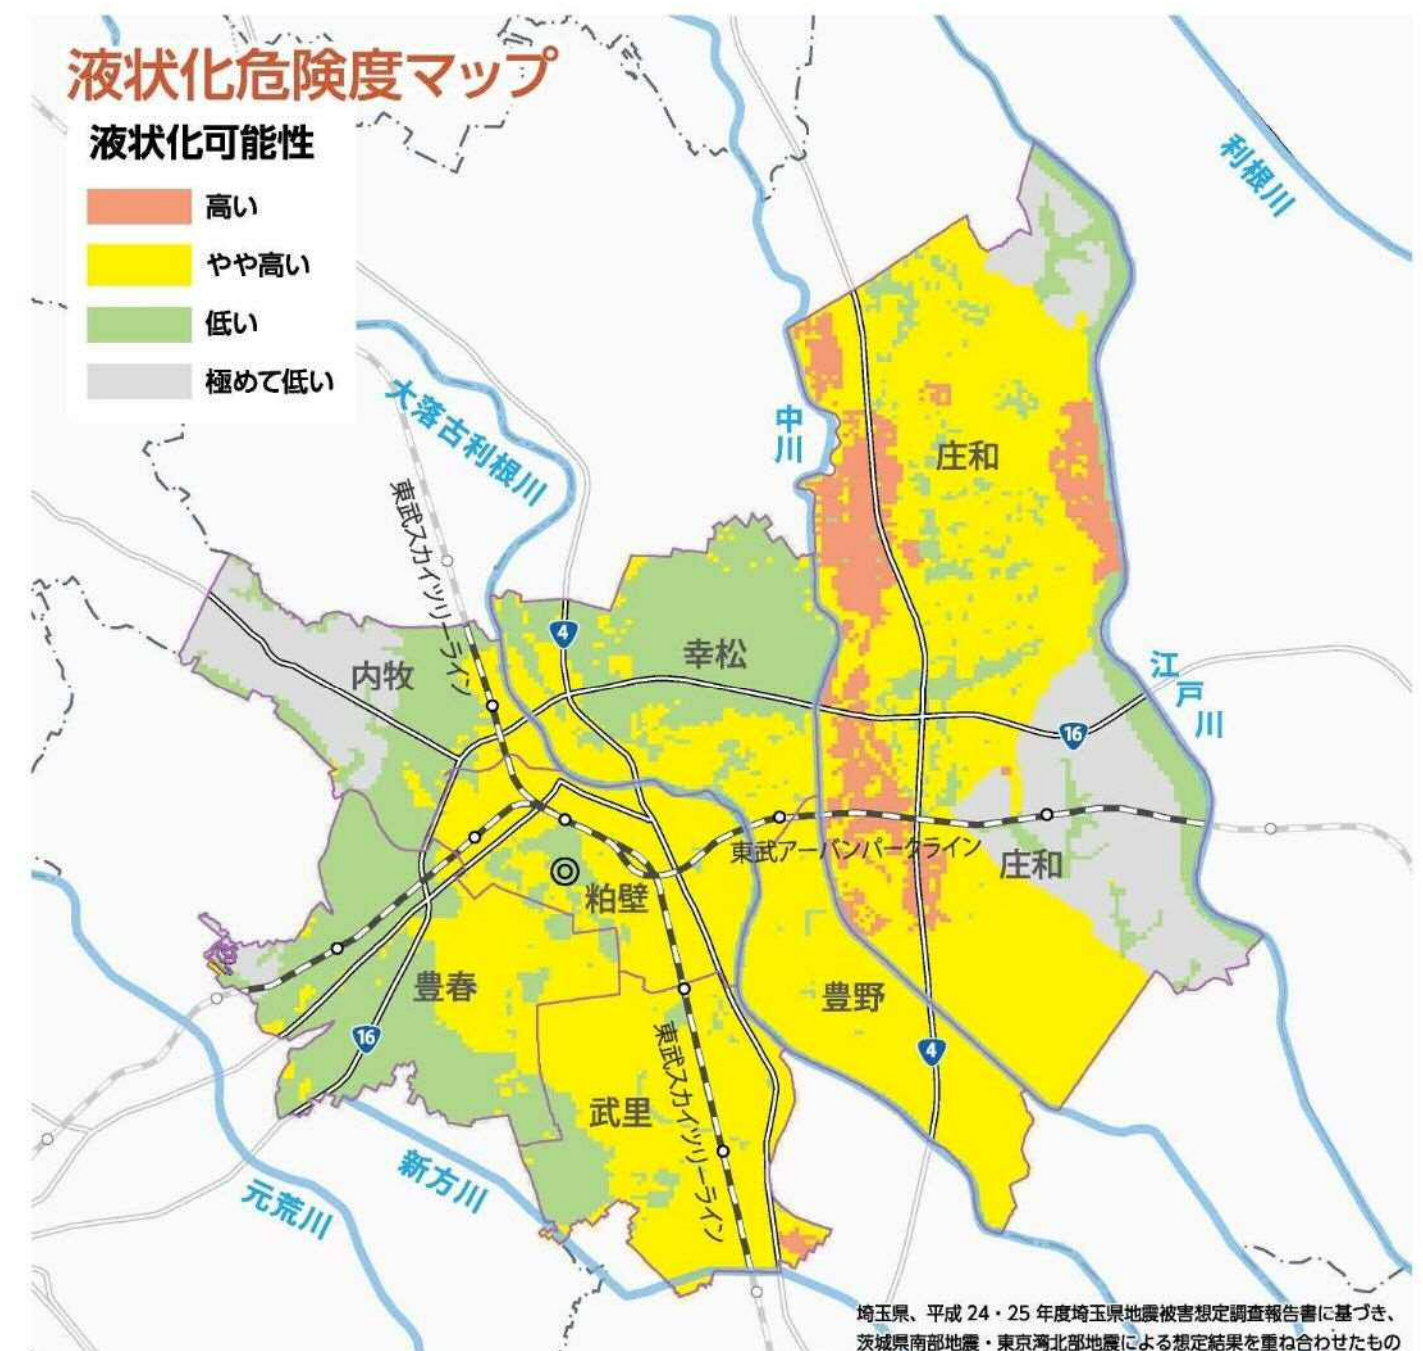 液状化危険度マップ
液状化可能性
高い
やや高い
低い
極めて低い
利根川
大落古利根川
中川
庄和
東武スカイツリーライン
4
幸松
内牧
江戸川
16
東武アーバンパークライン
庄和
粕壁
豊春
豊野
16
4
東武スカイツリーライン
武里
新方川
元荒川
埼玉県、平成 24・25 年度埼玉県地震被害想定調査報告書に基づき、
茨城県南部地震・東京湾北部地震による想定結果を重ね合わせたもの